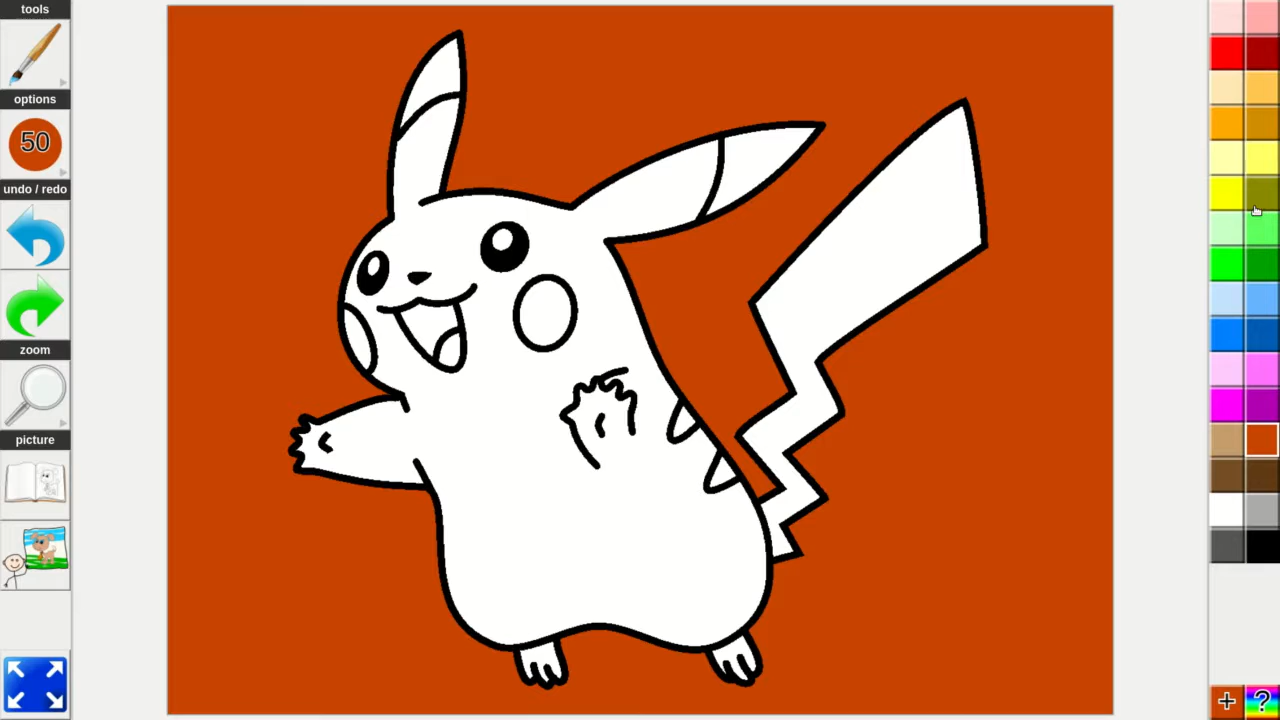 tools
options
50
undo / redo
zoom
picture
+ ?